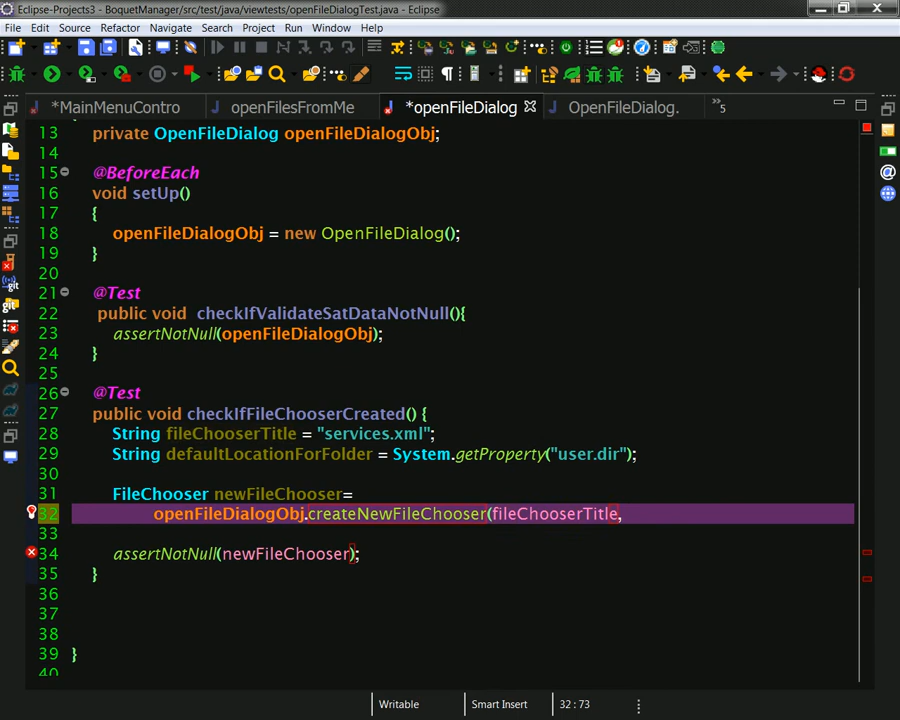 Eclipse-Projects3 - BoquetManager/src/test/java/viewtests/openFileDialogTest.java - Eclipse
File Edit Source Refactor Navigate Search Project Run Window Help
*MainMenuContro openFilesFromMe *openFileDialog OpenFileDialog. »5
13 private OpenFileDialog openFileDialogObj;
14
15 @BeforeEach
16 void setUp()
17 {
18 openFileDialogObj = new OpenFileDialog();
19 }
20
21 @Test
22 public void checkIfValidateSatDataNotNull(){
23 assertNotNull(openFileDialogObj);
24 }
25
26 @Test
27 public void checkIfFileChooserCreated() {
28 String fileChooserTitle = "services.xml";
29 String defaultLocationForFolder = System.getProperty("user.dir");
30
31 FileChooser newFileChooser=
32 openFileDialogObj.createNewFileChooser(fileChooserTitle,
33
34 assertNotNull(newFileChooser);
35 }
36
37
38
39 }
40
Writable Smart Insert 32 : 73